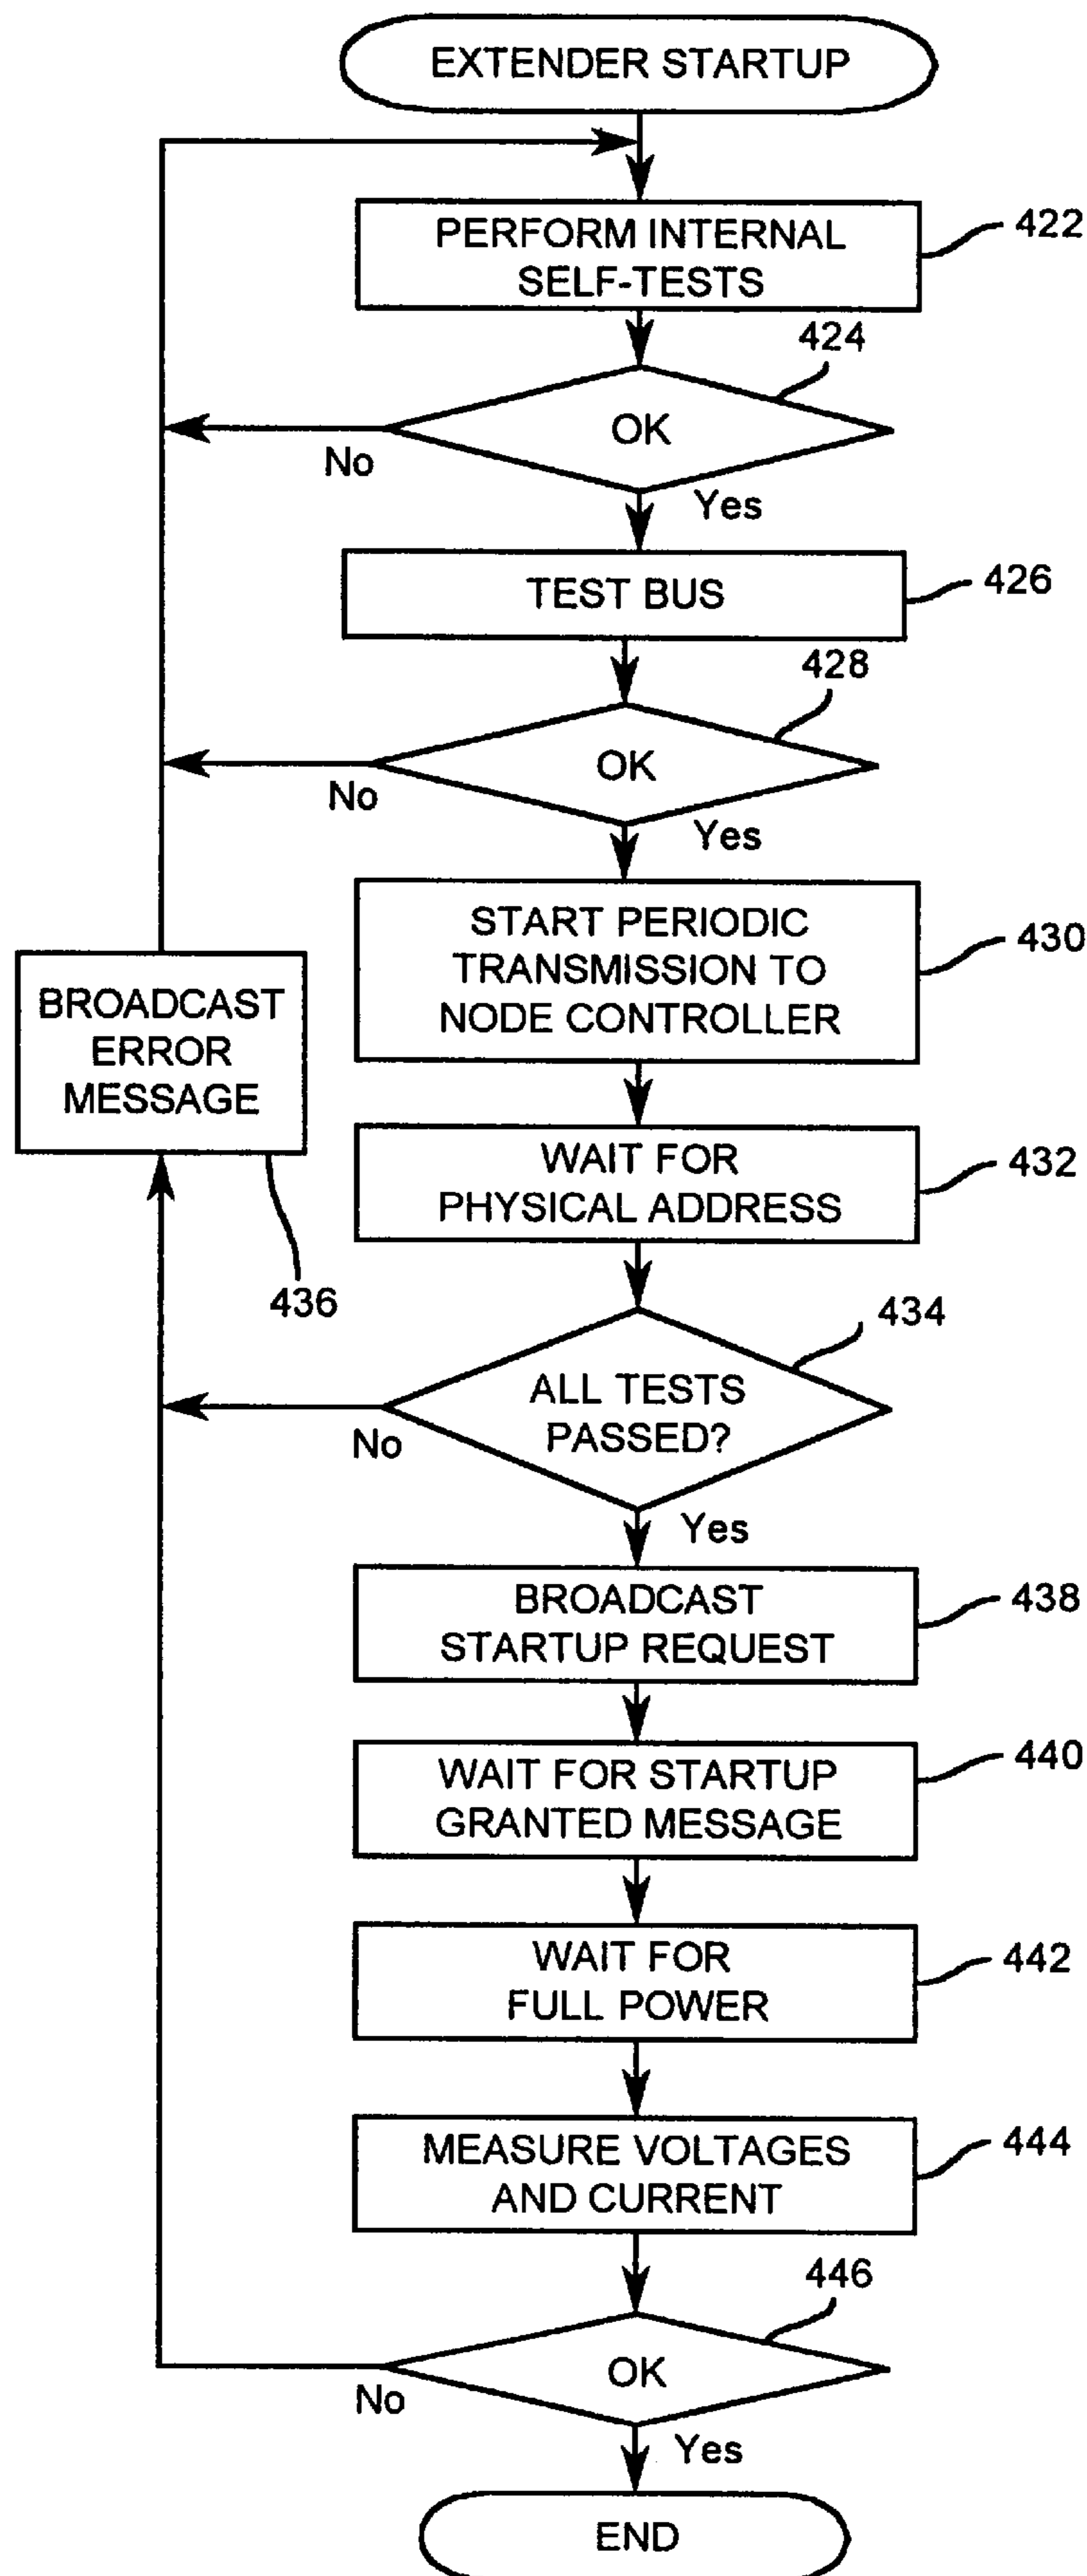 EXTENDER STARTUP
PERFORM INTERNAL
SELF-TESTS
422
424
OK
No
Yes
TEST BUS
426
428
OK
No
Yes
START PERIODIC
TRANSMISSION TO
NODE CONTROLLER
430
BROADCAST
ERROR
MESSAGE
436
WAIT FOR
PHYSICAL ADDRESS
432
434
ALL TESTS
PASSED?
No
Yes
BROADCAST
STARTUP REQUEST
438
WAIT FOR STARTUP
GRANTED MESSAGE
440
WAIT FOR
FULL POWER
442
MEASURE VOLTAGES
AND CURRENT
444
446
OK
No
Yes
END